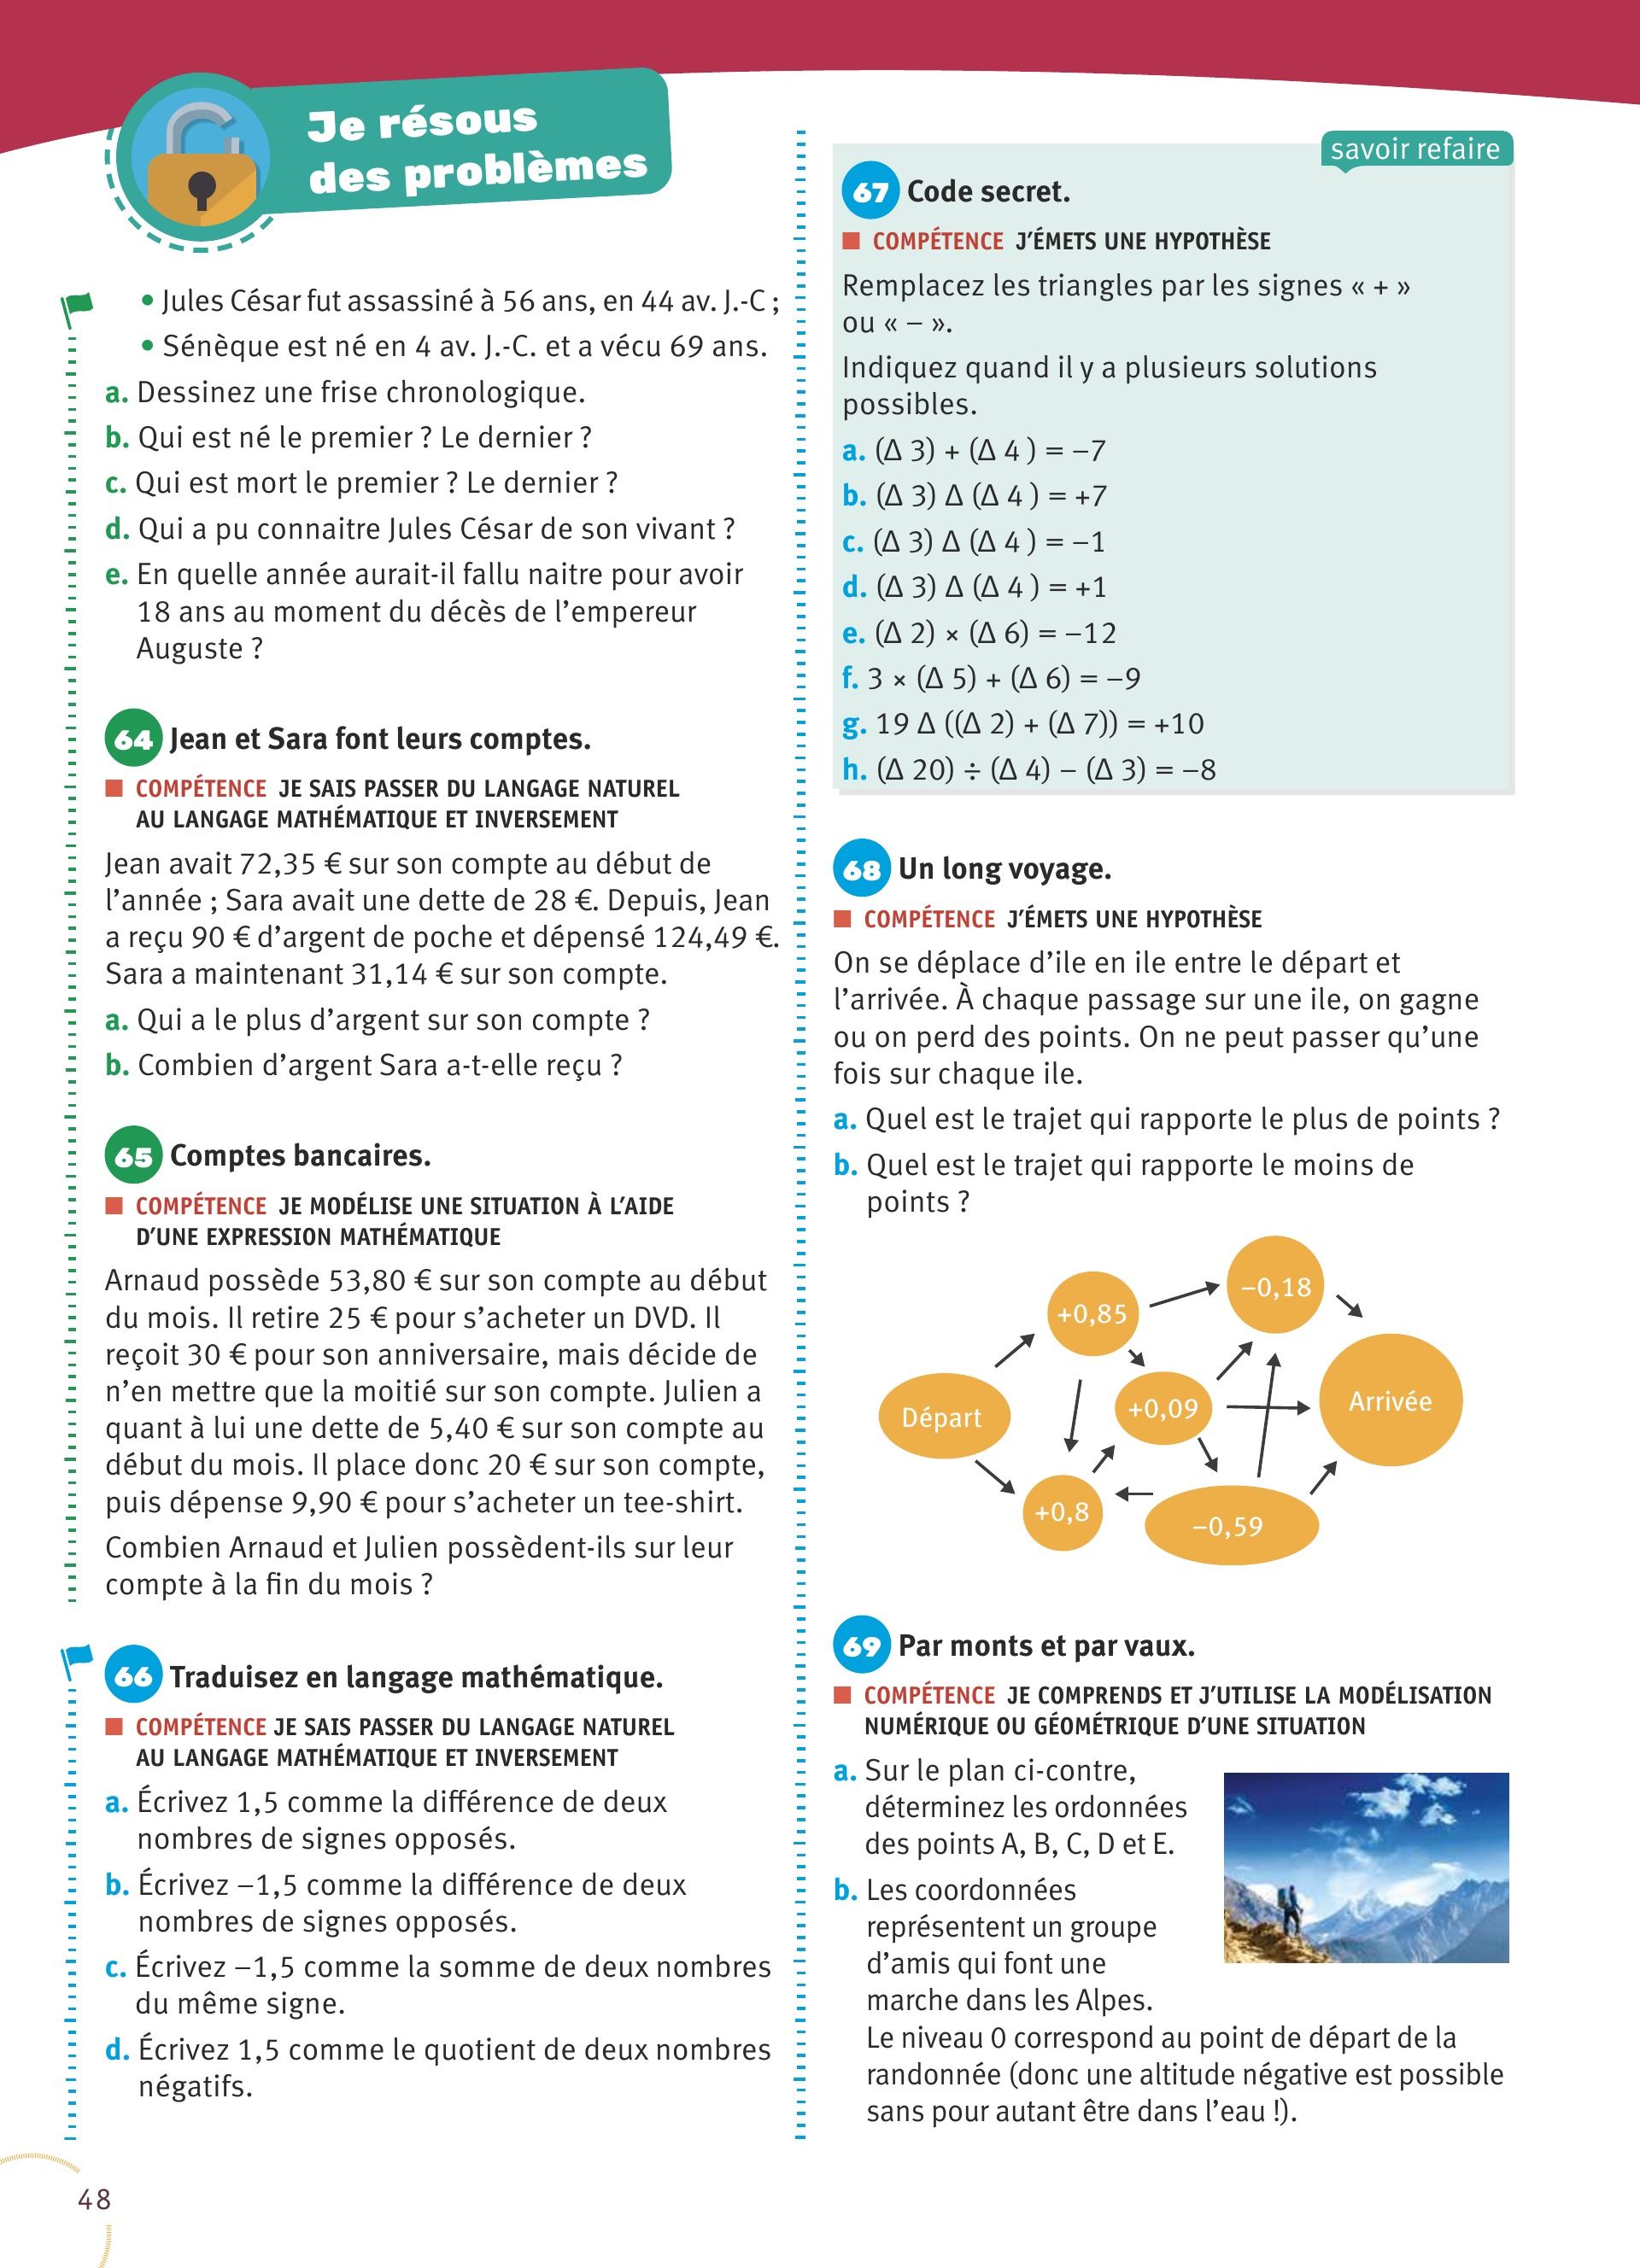 Je résous
des problèmes
• Jules César fut assassiné à 56 ans, en 44 av. J.-C ;
• Sénèque est né en 4 av. J.-C. et a vécu 69 ans.
a. Dessinez une frise chronologique.
b. Qui est né le premier ? Le dernier ?
c. Qui est mort le premier ? Le dernier ?
d. Qui a pu connaitre Jules César de son vivant ?
e. En quelle année aurait-il fallu naitre pour avoir
18 ans au moment du décès de l'empereur
Auguste ?
64 Jean et Sara font leurs comptes.
■ COMPÉTENCE JE SAIS PASSER DU LANGAGE NATUREL
AU LANGAGE MATHÉMATIQUE ET INVERSEMENT
Jean avait 72,35 € sur son compte au début de
l'année ; Sara avait une dette de 28 €. Depuis, Jean
a reçu 90 € d'argent de poche et dépensé 124,49 €.
Sara a maintenant 31,14 € sur son compte.
a. Qui a le plus d'argent sur son compte ?
b. Combien d'argent Sara a-t-elle reçu ?
65 Comptes bancaires.
■ COMPÉTENCE JE MODÉLISE UNE SITUATION À L'AIDE
D'UNE EXPRESSION MATHÉMATIQUE
Arnaud possède 53,80 € sur son compte au début
du mois. Il retire 25 € pour s'acheter un DVD. Il
reçoit 30 € pour son anniversaire, mais décide de
n'en mettre que la moitié sur son compte. Julien a
quant à lui une dette de 5,40 € sur son compte au
début du mois. Il place donc 20 € sur son compte,
puis dépense 9,90 € pour s'acheter un tee-shirt.
Combien Arnaud et Julien possèdent-ils sur leur
compte à la fin du mois ?
66 Traduisez en langage mathématique.
■ COMPÉTENCE JE SAIS PASSER DU LANGAGE NATUREL
AU LANGAGE MATHÉMATIQUE ET INVERSEMENT
a. Écrivez 1,5 comme la différence de deux
nombres de signes opposés.
b. Écrivez –1,5 comme la différence de deux
nombres de signes opposés.
c. Écrivez –1,5 comme la somme de deux nombres
du même signe.
d. Écrivez 1,5 comme le quotient de deux nombres
négatifs.
48
savoir refaire
67 Code secret.
■ COMPÉTENCE J'ÉMETS UNE HYPOTHÈSE
Remplacez les triangles par les signes « + »
ou « – ».
Indiquez quand il y a plusieurs solutions
possibles.
a. (Δ 3) + (Δ 4 ) = –7
b. (Δ 3) Δ (Δ 4 ) = +7
c. (Δ 3) Δ (Δ 4 ) = –1
d. (Δ 3) Δ (Δ 4 ) = +1
e. (Δ 2) × (Δ 6) = –12
f. 3 × (Δ 5) + (Δ 6) = –9
g. 19 Δ ((Δ 2) + (Δ 7)) = +10
h. (Δ 20) ÷ (Δ 4) – (Δ 3) = –8
68 Un long voyage.
■ COMPÉTENCE J'ÉMETS UNE HYPOTHÈSE
On se déplace d'ile en ile entre le départ et
l'arrivée. À chaque passage sur une ile, on gagne
ou on perd des points. On ne peut passer qu'une
fois sur chaque ile.
a. Quel est le trajet qui rapporte le plus de points ?
b. Quel est le trajet qui rapporte le moins de
points ?
–0,18
+0,85
Arrivée
+0,09
Départ
+0,8
–0,59
69 Par monts et par vaux.
■ COMPÉTENCE JE COMPRENDS ET J'UTILISE LA MODÉLISATION
NUMÉRIQUE OU GÉOMÉTRIQUE D'UNE SITUATION
a. Sur le plan ci-contre,
déterminez les ordonnées
des points A, B, C, D et E.
b. Les coordonnées
représentent un groupe
d'amis qui font une
marche dans les Alpes.
Le niveau 0 correspond au point de départ de la
randonnée (donc une altitude négative est possible
sans pour autant être dans l'eau !).